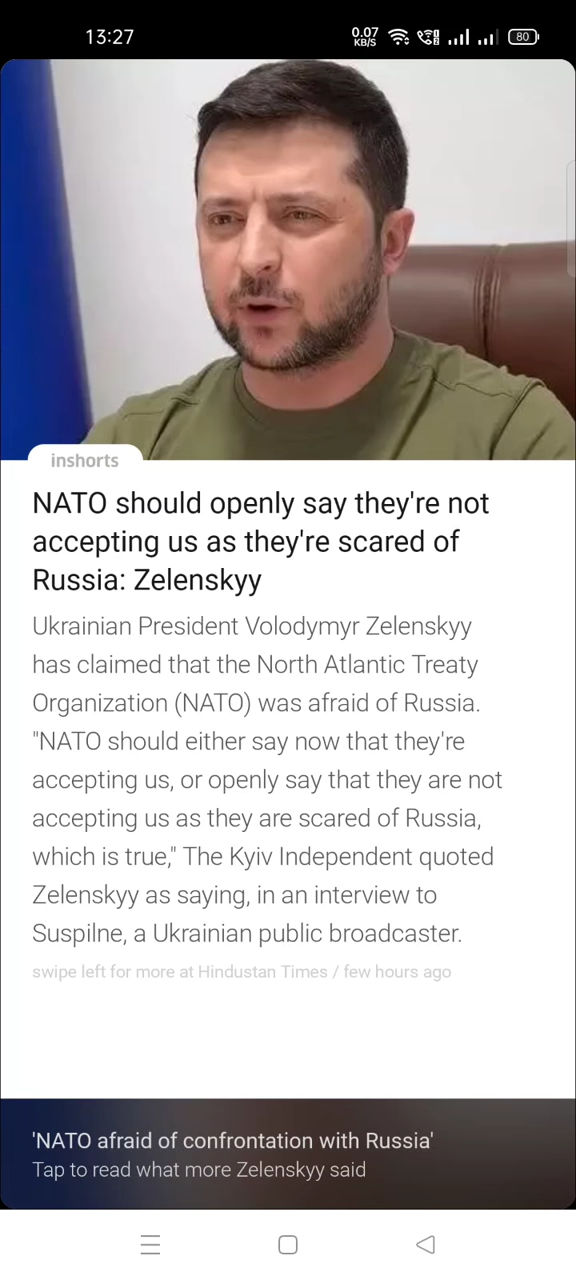 13:27
0.07
KB/S
80
inshorts
NATO should openly say they're not
accepting us as they're scared of
Russia: Zelenskyy
Ukrainian President Volodymyr Zelenskyy
has claimed that the North Atlantic Treaty
Organization (NATO) was afraid of Russia.
"NATO should either say now that they're
accepting us, or openly say that they are not
accepting us as they are scared of Russia,
which is true," The Kyiv Independent quoted
Zelenskyy as saying, in an interview to
Suspilne, a Ukrainian public broadcaster.
swipe left for more at Hindustan Times / few hours ago
'NATO afraid of confrontation with Russia'
Tap to read what more Zelenskyy said